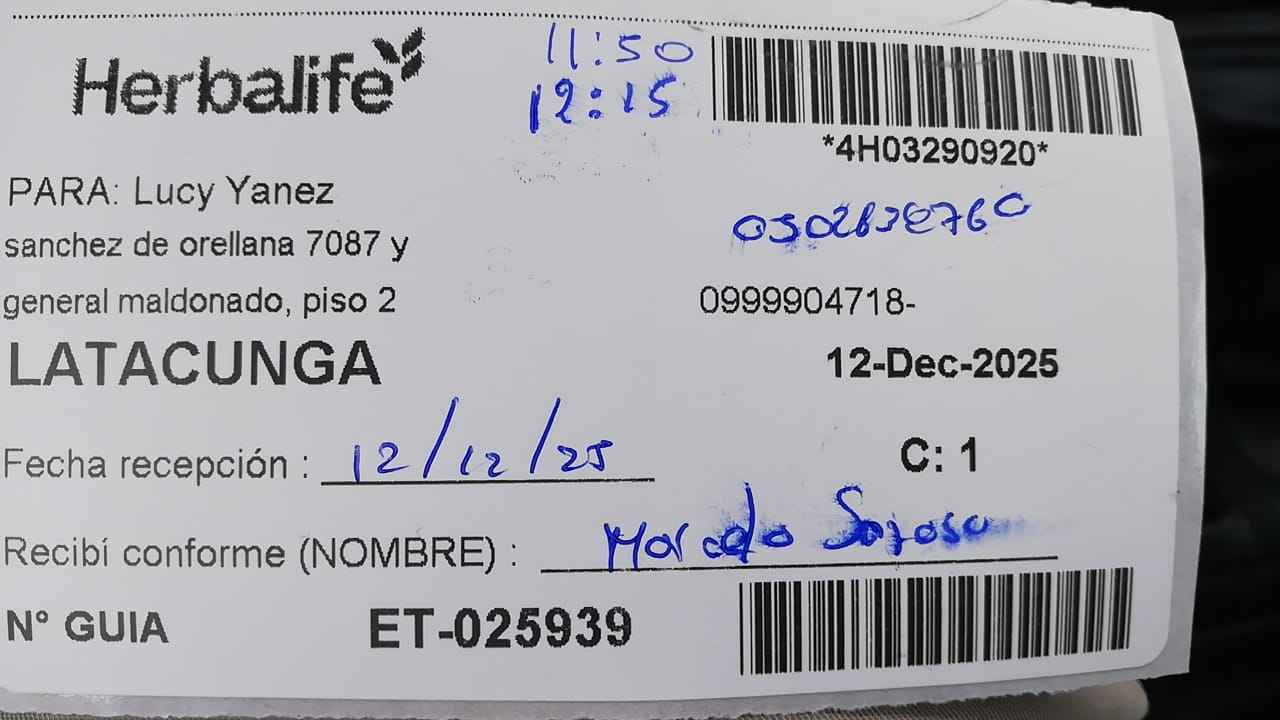 Herbalife
11:50
12:15
*4H03290920*
PARA: Lucy Yanez
sanchez de orellana 7087 y
general maldonado, piso 2
0999904718-
LATACUNGA
12-Dec-2025
Fecha recepción : 12/12/25
C: 1
Recibí conforme (NOMBRE) :
N° GUIA ET-025939